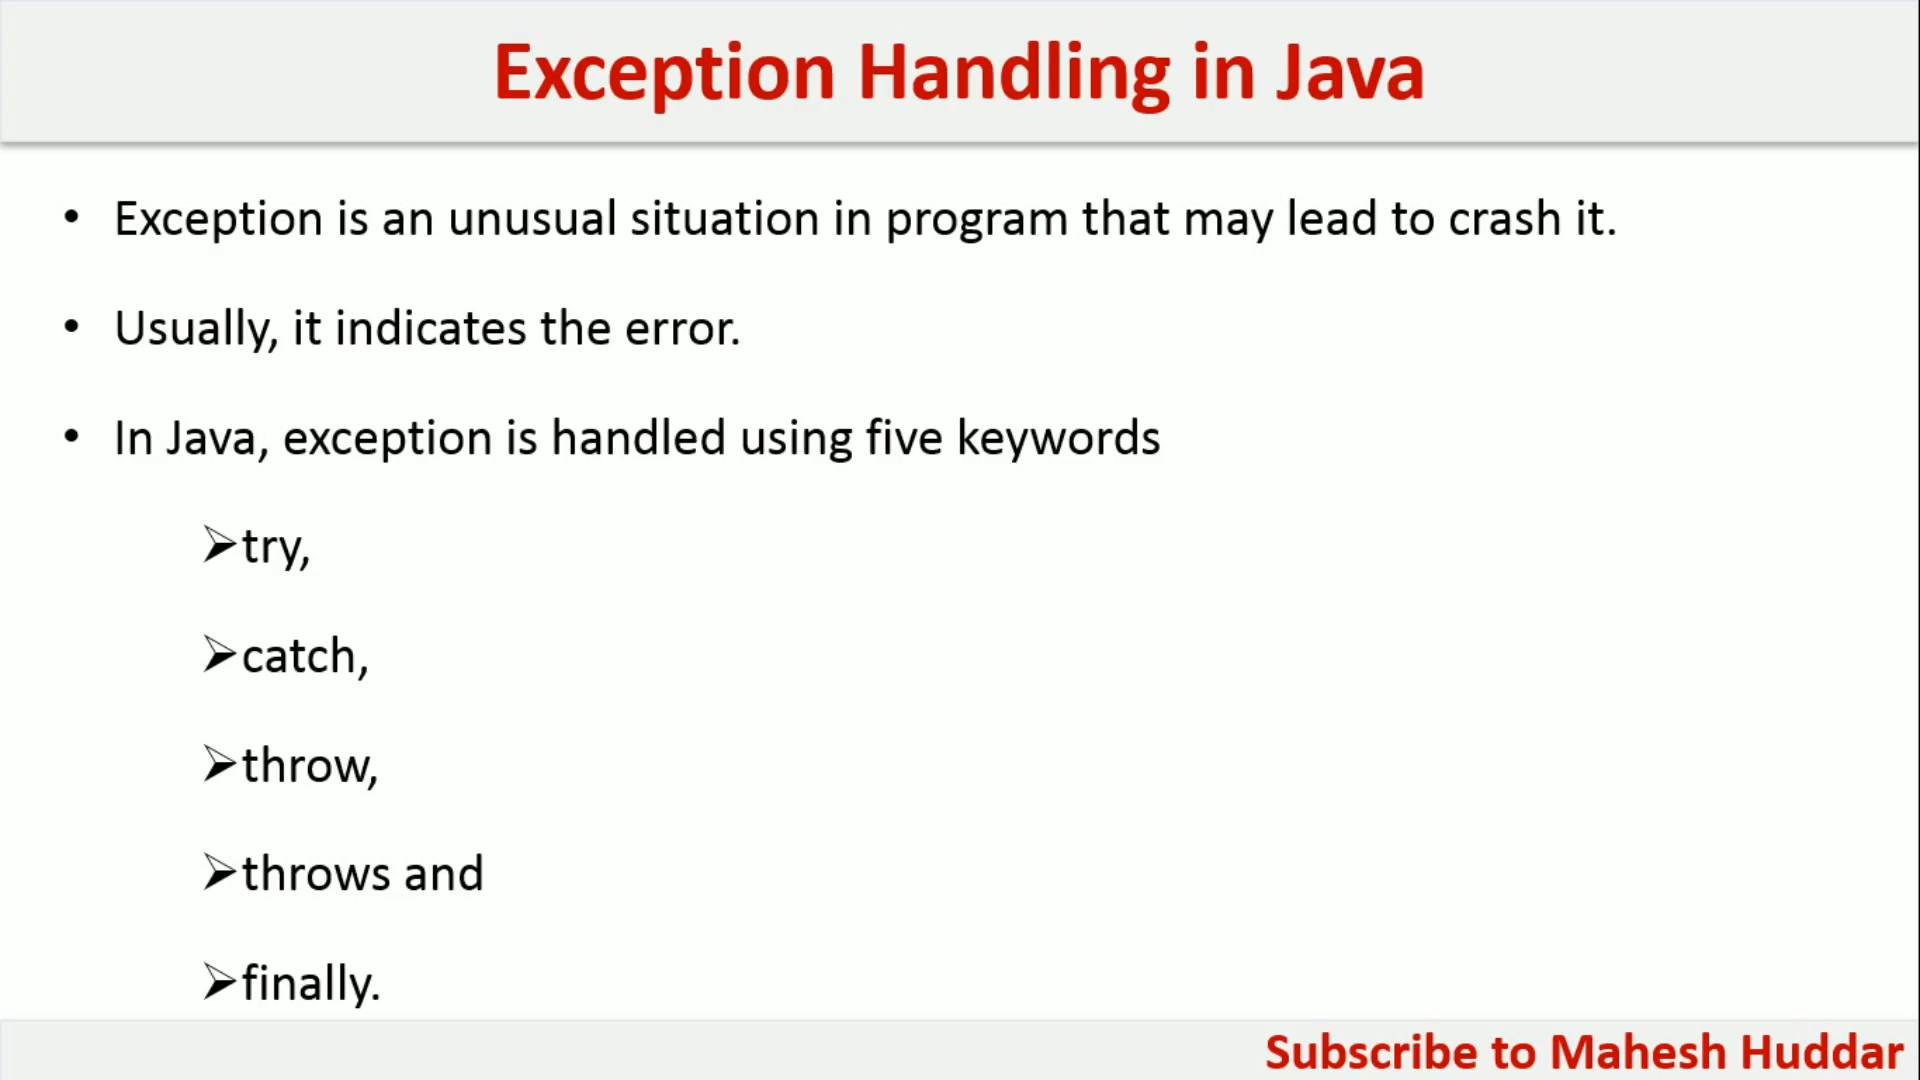 Exception Handling in Java
• Exception is an unusual situation in program that may lead to crash it.
• Usually, it indicates the error.
• In Java, exception is handled using five keywords
➢try,
➢catch,
➢throw,
➢throws and
➢finally.
Subscribe to Mahesh Huddar